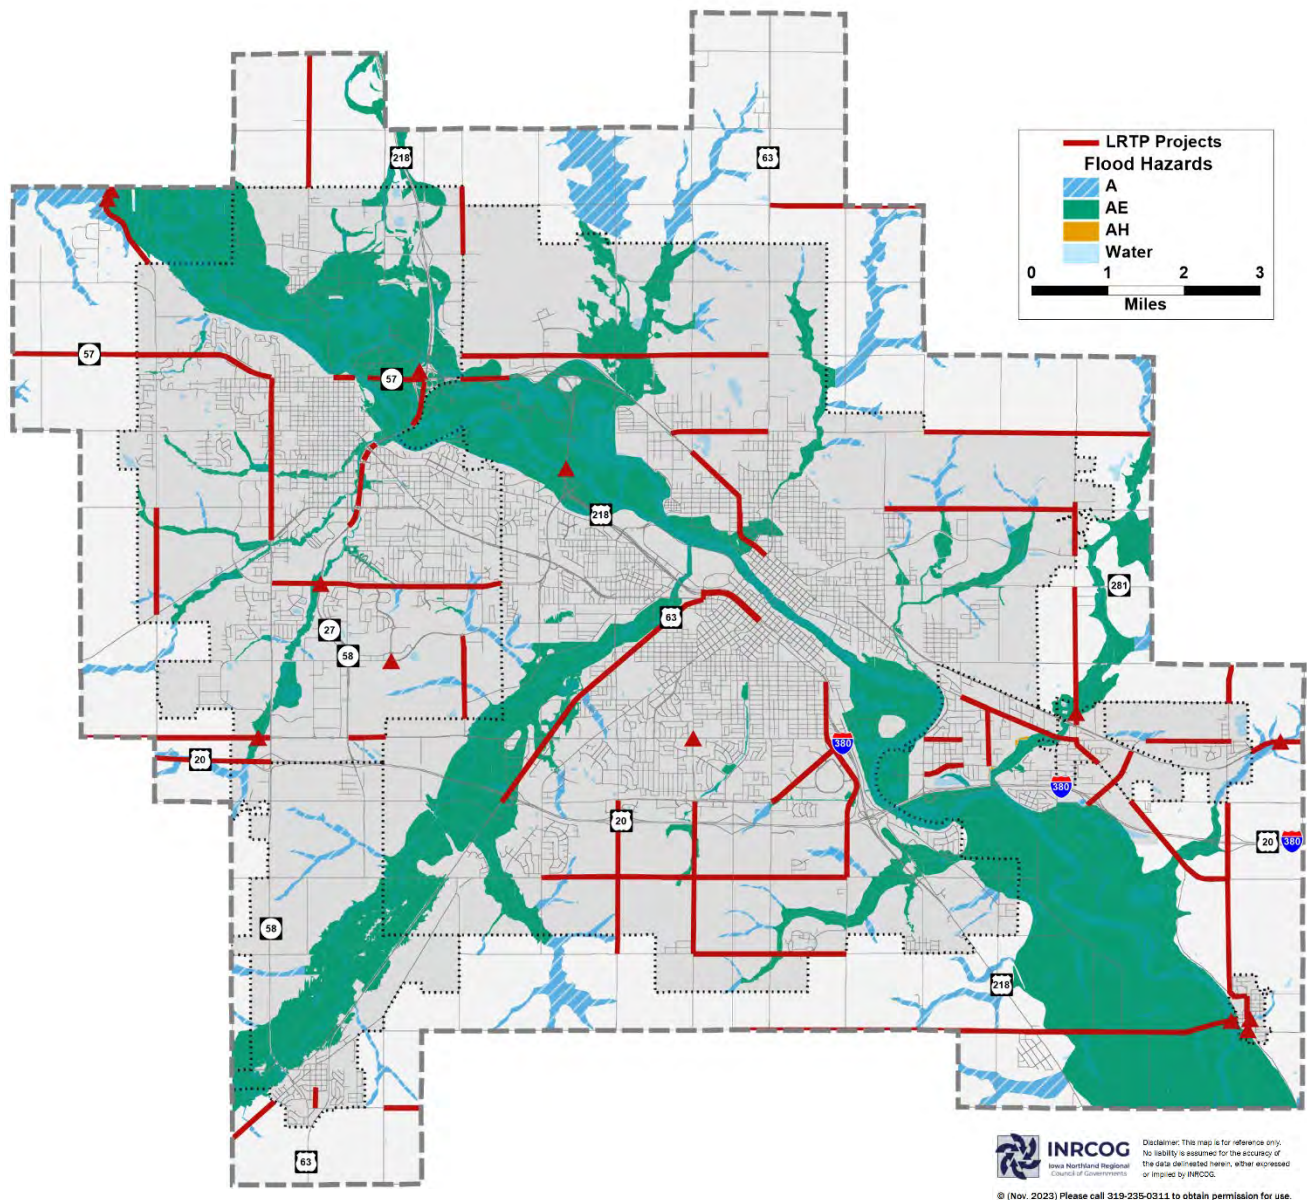 218
63
LRTP Projects
Flood Hazards
A
AE
AH
Water
0 1 2 3
Miles
57
57
218
281
63
27
58
380
20
380
20
20 380
58
218
63
INRCOG
Iowa Northland Regional
Council of Governments
Disclaimer: This map is for reference only.
No liability is assumed for the accuracy of
the data delineated herein, either expressed
or implied by INRCOG.
© (Nov. 2023) Please call 319-235-0311 to obtain permission for use.